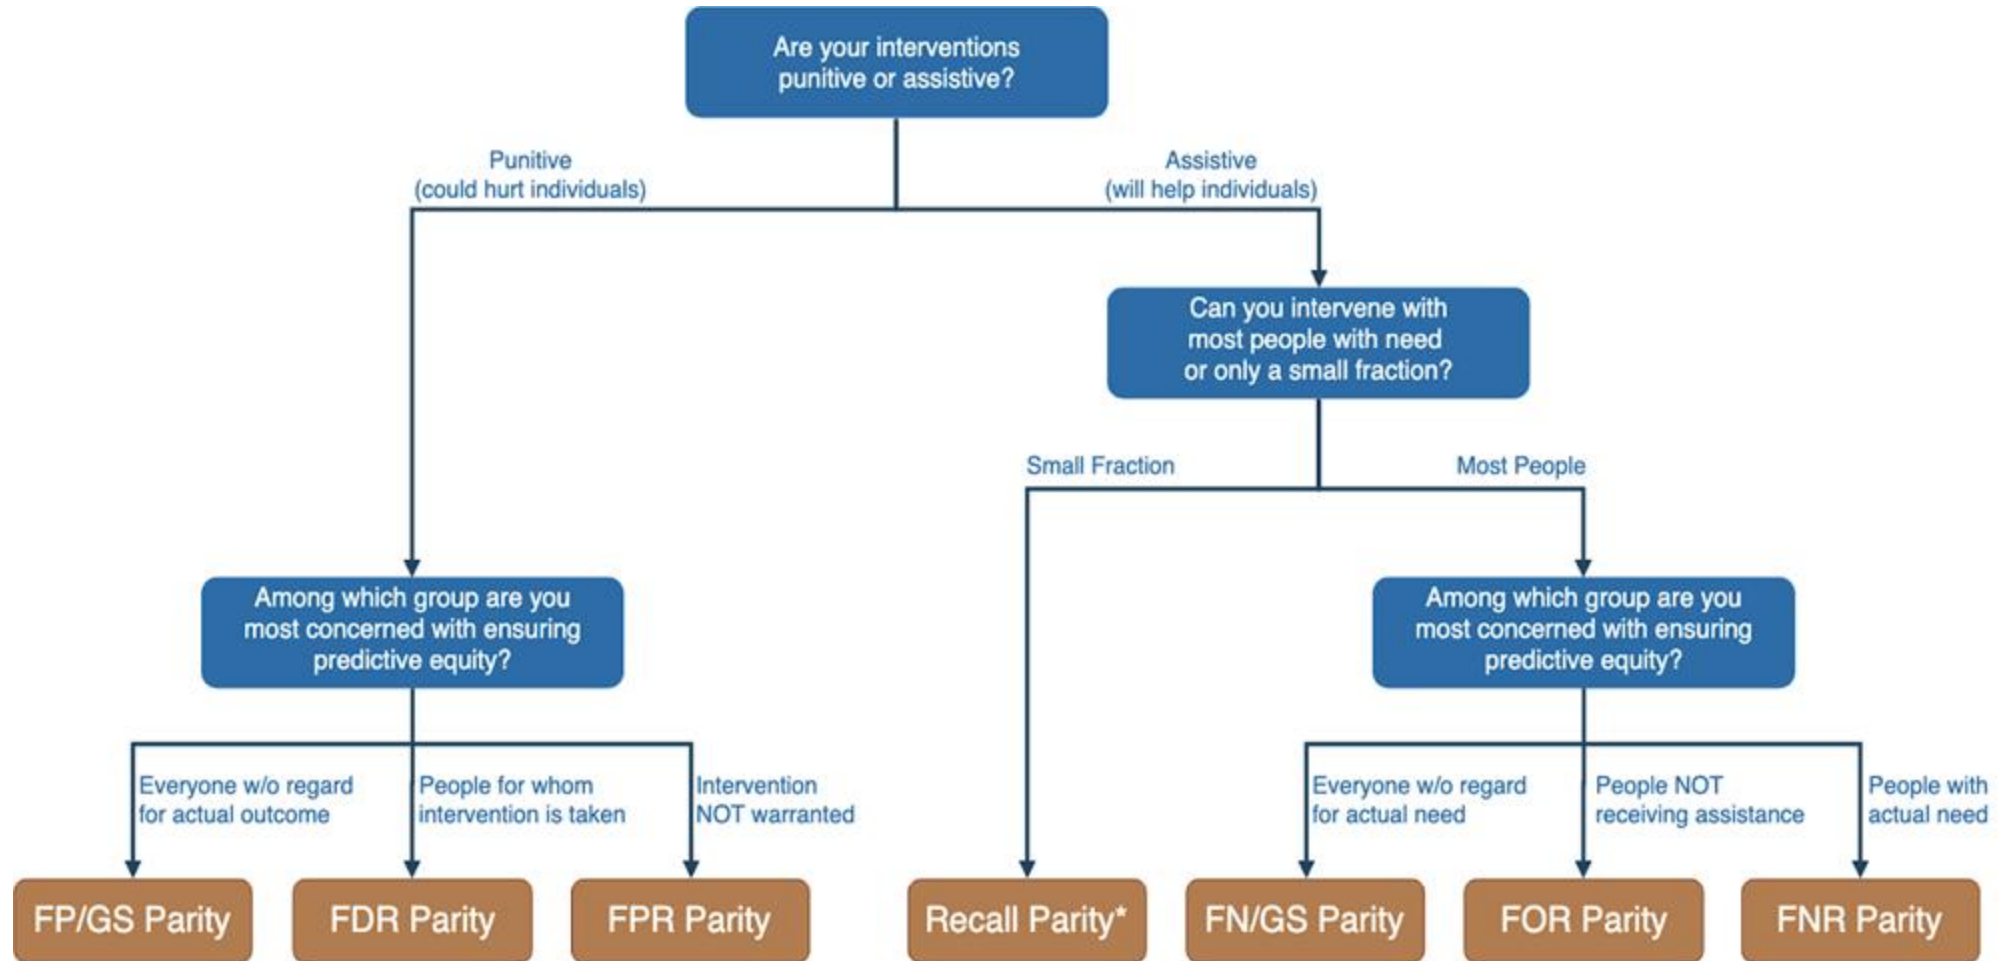 Are your interventions
punitive or assistive?
Punitive
(could hurt individuals)
Assistive
(will help individuals)
Can you intervene with
most people with need
or only a small fraction?
Small Fraction
Most People
Among which group are you
most concerned with ensuring
predictive equity?
Among which group are you
most concerned with ensuring
predictive equity?
Everyone w/o regard
for actual outcome
People for whom
intervention is taken
Intervention
NOT warranted
Everyone w/o regard
for actual need
People NOT
receiving assistance
People with
actual need
FP/GS Parity
FDR Parity
FPR Parity
Recall Parity*
FN/GS Parity
FOR Parity
FNR Parity